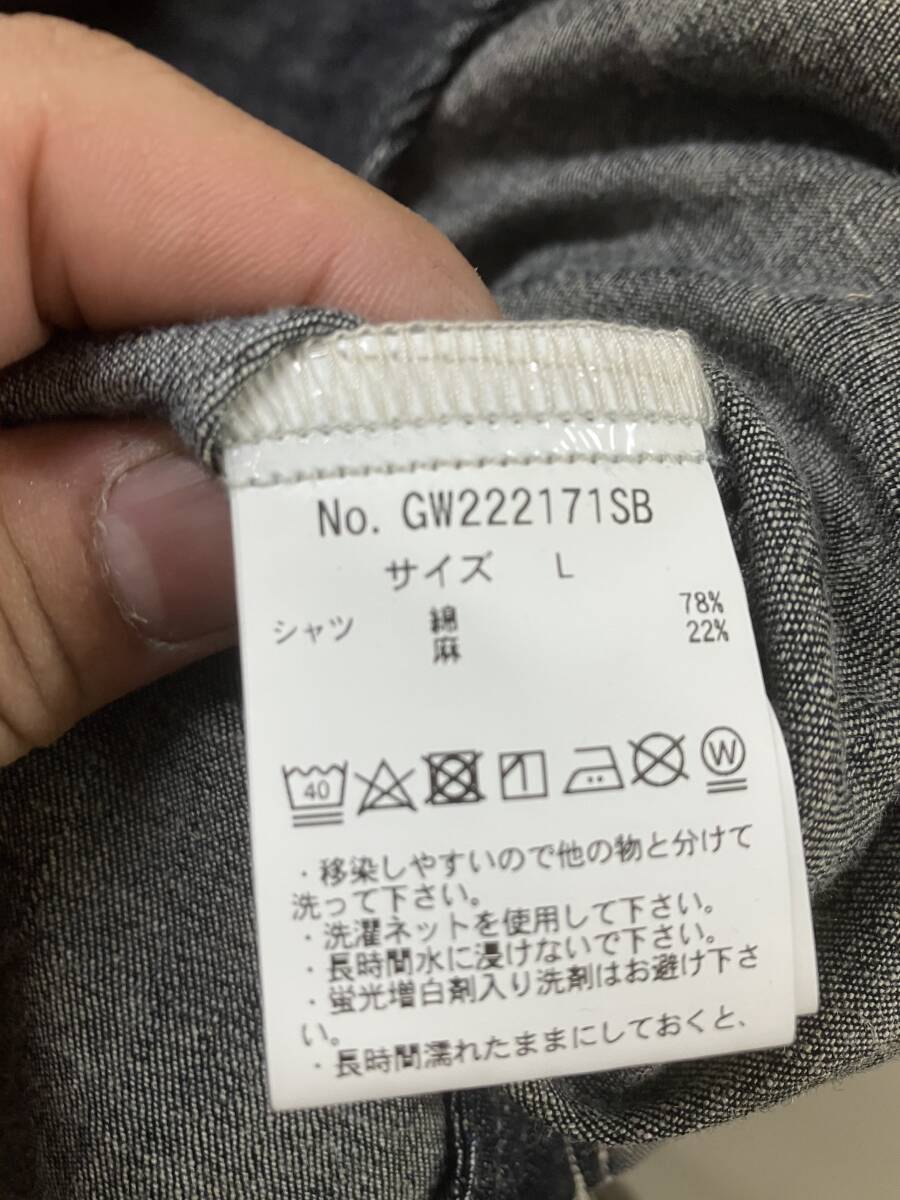 No. GW222171SB
サイズ L
シャツ 綿 78%
麻 22%
40 W
・移染しやすいので他の物と分けて
洗って下さい。
・洗濯ネットを使用して下さい。
・長時間水に浸けないで下さい。
・蛍光増白剤入り洗剤はお避け下さ
い。
・長時間濡れたままにしておくと、